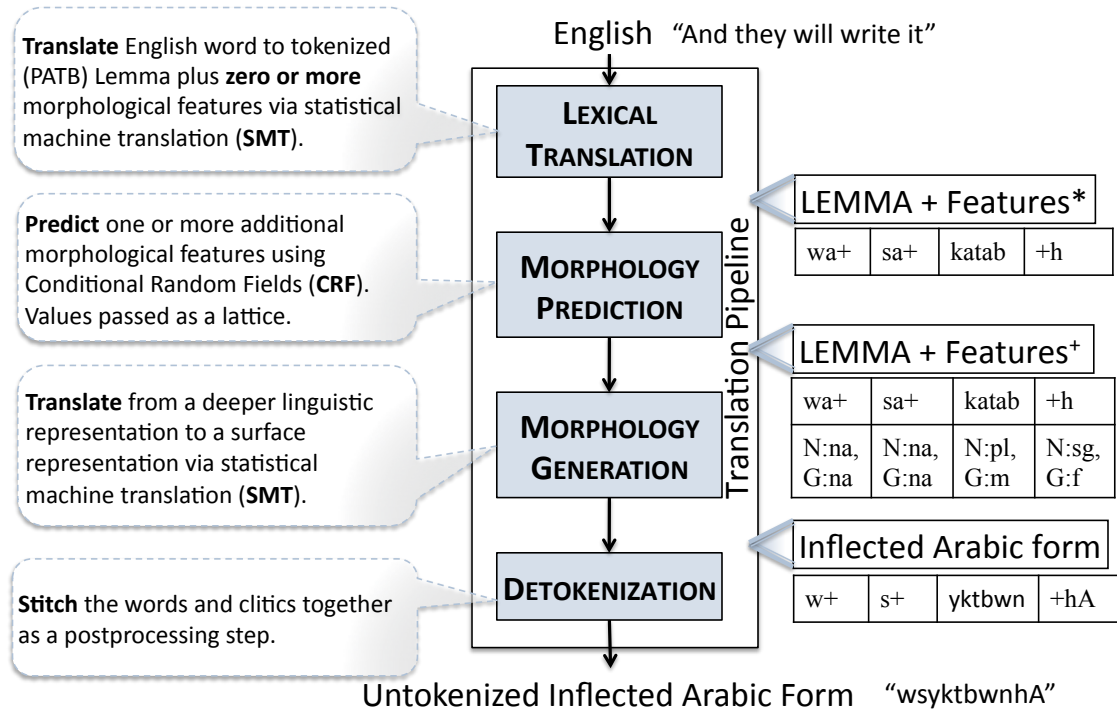 English "And they will write it"
Translate English word to tokenized
(PATB) Lemma plus zero or more
morphological features via statistical
machine translation (SMT).
LEXICAL
TRANSLATION
Predict one or more additional
morphological features using
Conditional Random Fields (CRF).
Values passed as a lattice.
MORPHOLOGY
PREDICTION
Translate from a deeper linguistic
representation to a surface
representation via statistical
machine translation (SMT).
MORPHOLOGY
GENERATION
Stitch the words and clitics together
as a postprocessing step.
DETOKENIZATION
Translation Pipeline
LEMMA + Features*
wa+ sa+ katab +h
LEMMA + Features⁺
wa+ sa+ katab +h
N:na, N:na, N:pl, N:sg,
G:na G:na G:m G:f
Inflected Arabic form
w+ s+ yktbwn +hA
Untokenized Inflected Arabic Form "wsyktbwnhA"